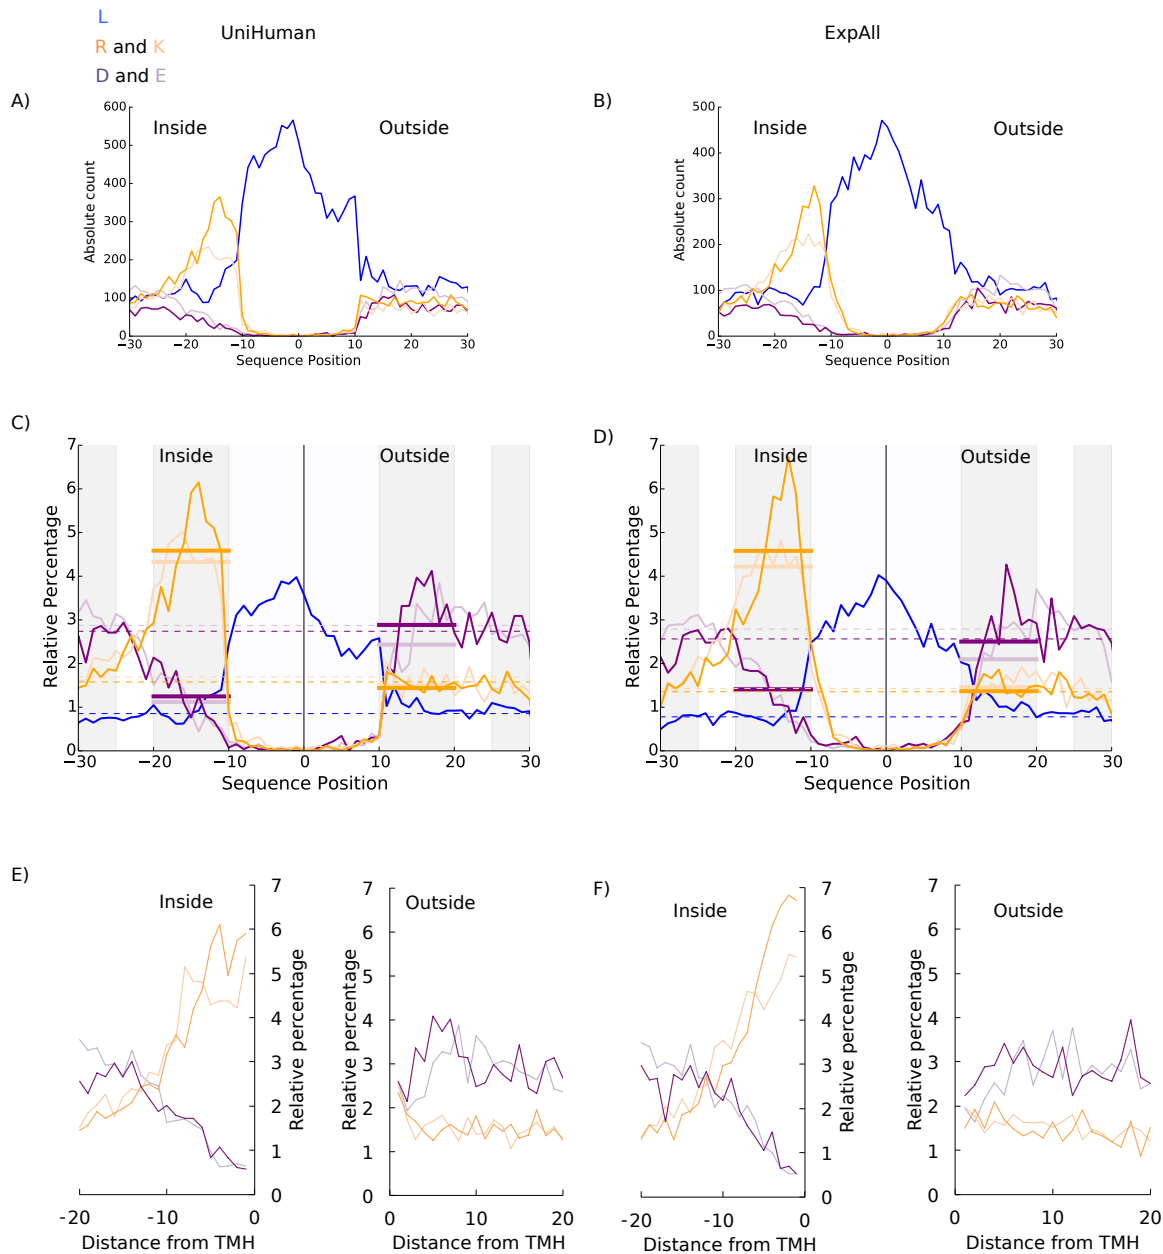 L
R and K
D and E
UniHuman
ExpAll
A)
Inside
Outside
Absolute count
600
500
400
300
200
100
0
−30
−20
−10
0
10
20
30
Sequence Position
B)
Inside
Outside
Absolute count
500
400
300
200
100
0
−30
−20
−10
0
10
20
30
Sequence Position
C)
Inside
Outside
Relative Percentage
7
6
5
4
3
2
1
0
−30
−20
−10
0
10
20
30
Sequence Position
D)
Inside
Outside
Relative Percentage
7
6
5
4
3
2
1
0
−30
−20
−10
0
10
20
30
Sequence Position
E)
Inside
7
6
5
4
3
2
1
0
Relative percentage
-20
-10
0
Distance from TMH
Outside
Relative percentage
7
6
5
4
3
2
1
0
0
10
20
Distance from TMH
F)
Inside
7
6
5
4
3
2
1
0
Relative percentage
-20
-10
0
Distance from TMH
Outside
Relative percentage
7
6
5
4
3
2
1
0
0
10
20
Distance from TMH